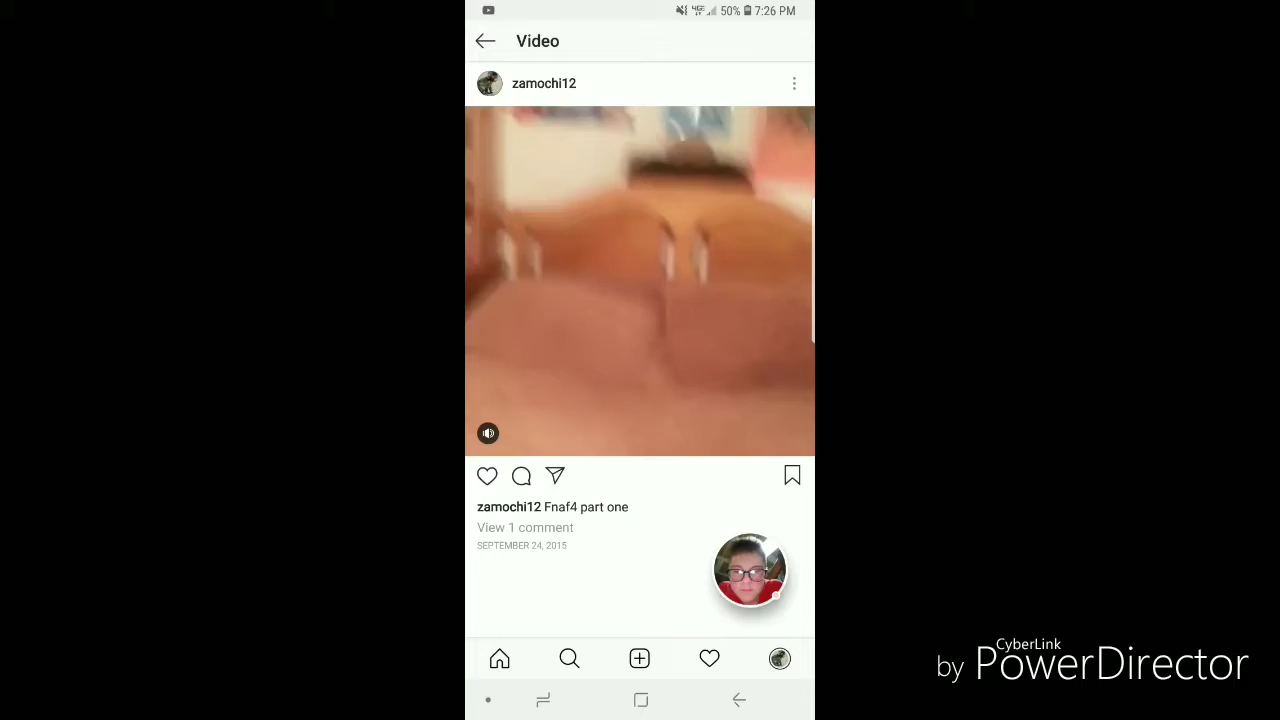 50% 7:26 PM
Video
zamochi12
zamochi12 Fnaf4 part one
View 1 comment
SEPTEMBER 24, 2015
CyberLink
by PowerDirector